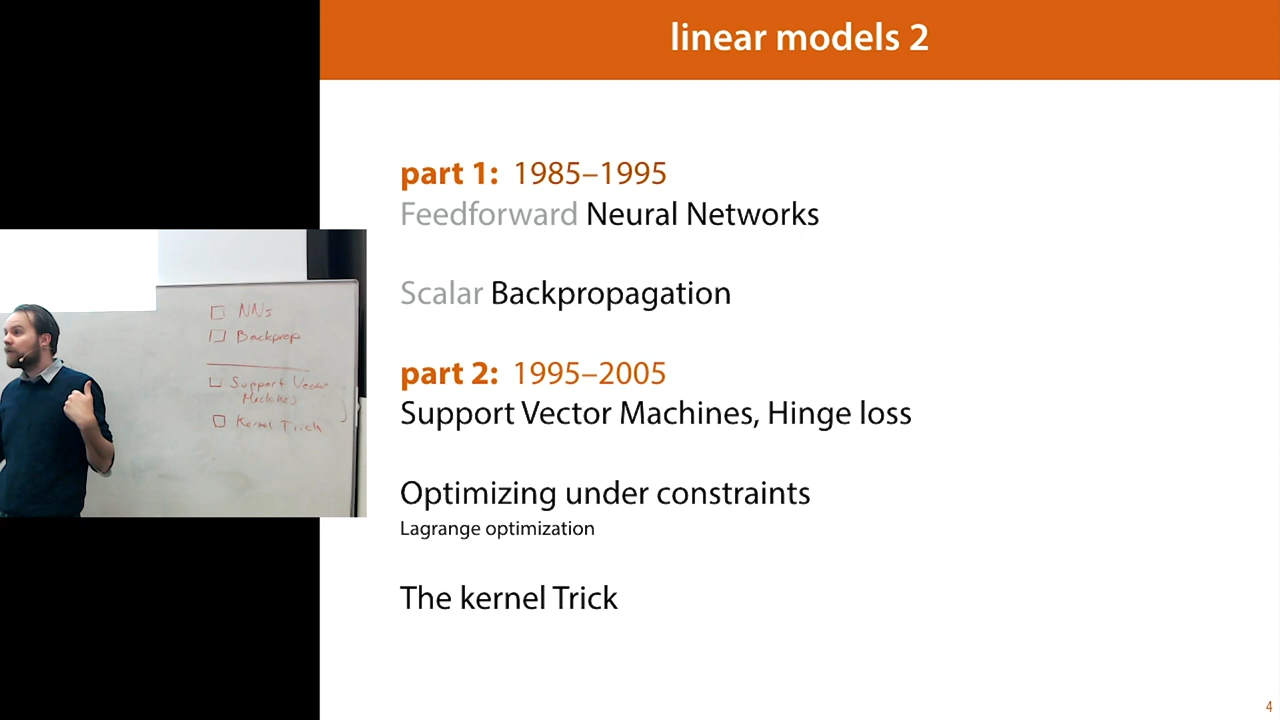 linear models 2
part 1: 1985–1995
Feedforward Neural Networks
Scalar Backpropagation
part 2: 1995–2005
Support Vector Machines, Hinge loss
Optimizing under constraints
Lagrange optimization
The kernel Trick
4
NNs
Backprop
Support Vector
Machines
Kernel Trick